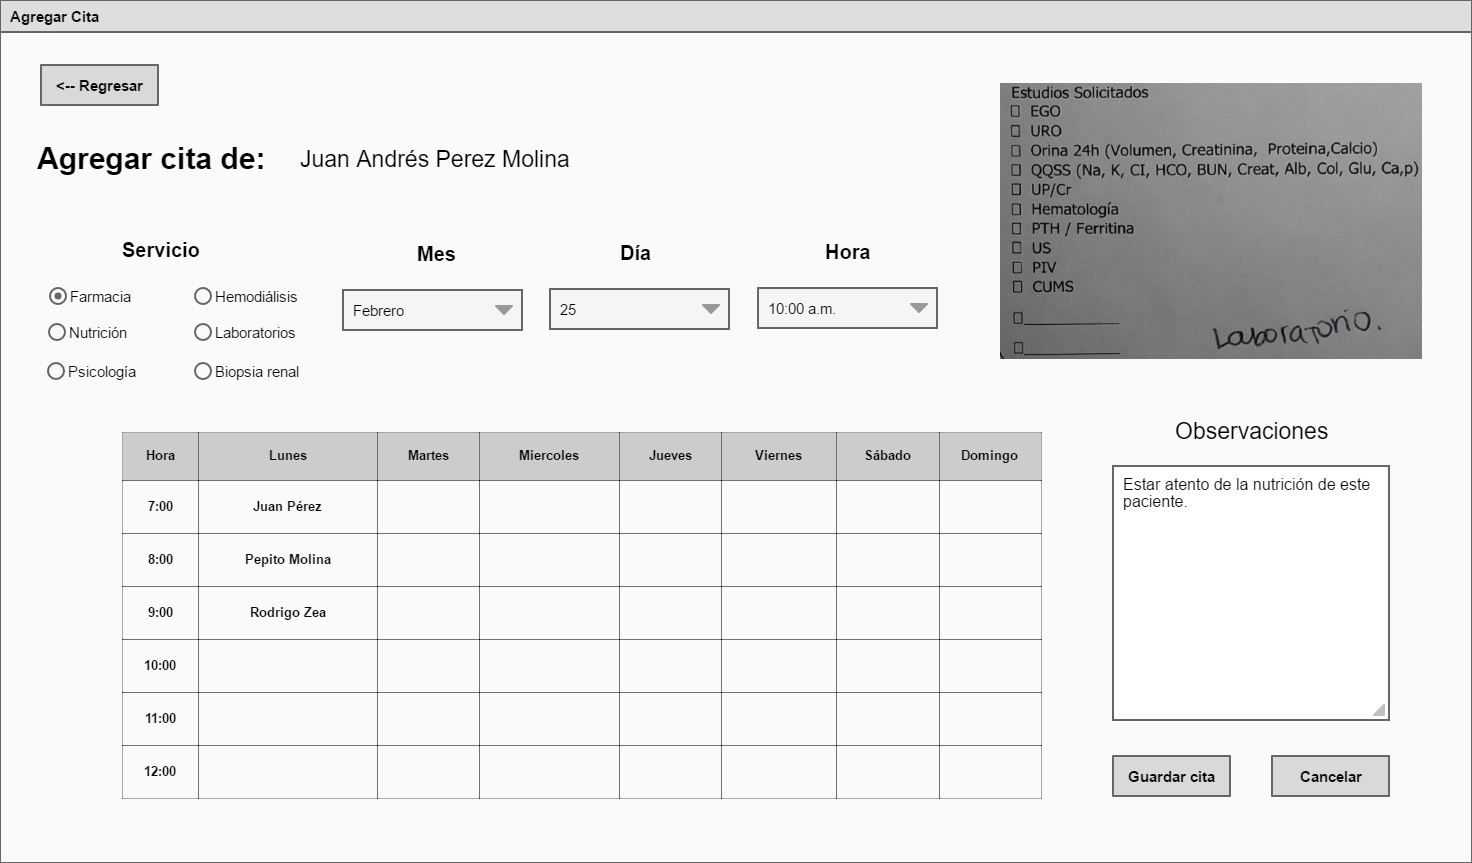 Agregar Cita
<-- Regresar
Agregar cita de: Juan Andrés Perez Molina
Servicio
Farmacia
Hemodiálisis
Nutrición
Laboratorios
Psicología
Biopsia renal
Mes
Febrero
Día
25
Hora
10:00 a.m.
Estudios Solicitados
EGO
URO
Orina 24h (Volumen, Creatinina, Proteina,Calcio)
QQSS (Na, K, CI, HCO, BUN, Creat, Alb, Col, Glu, Ca,p)
UP/Cr
Hematología
PTH / Ferritina
US
PIV
CUMS
Laboratorio.
Hora Lunes Martes Miercoles Jueves Viernes Sábado Domingo
7:00 Juan Pérez
8:00 Pepito Molina
9:00 Rodrigo Zea
10:00
11:00
12:00
Observaciones
Estar atento de la nutrición de este
paciente.
Guardar cita
Cancelar